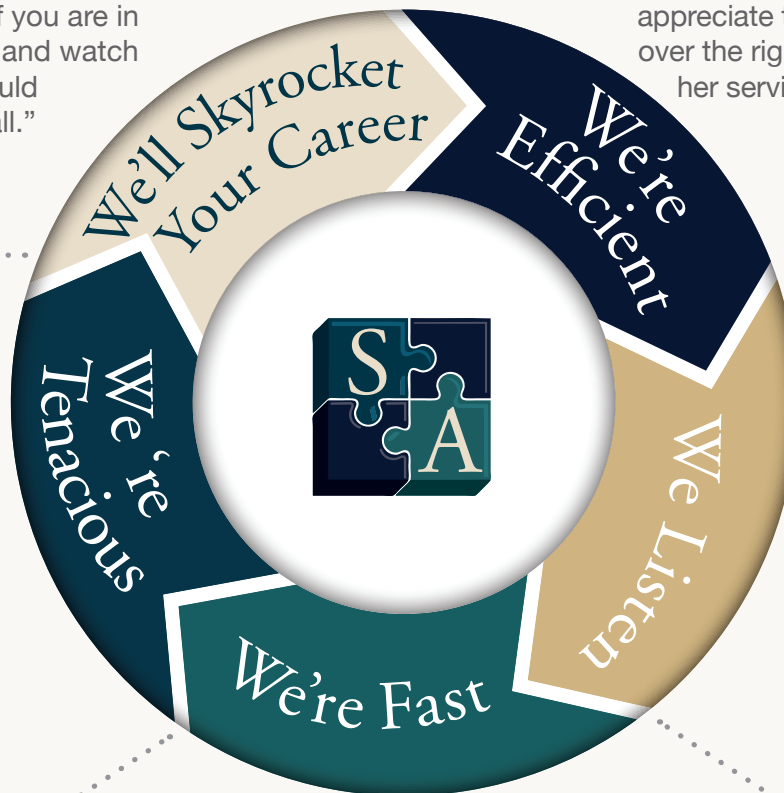 f you are in
and watch
uld
all.”
appreciate
over the rig
her servi
We'll Skyrocket
Your Career
We're
Efficient
We Listen
We're Fast
We ‘re
Tenacious
S
A